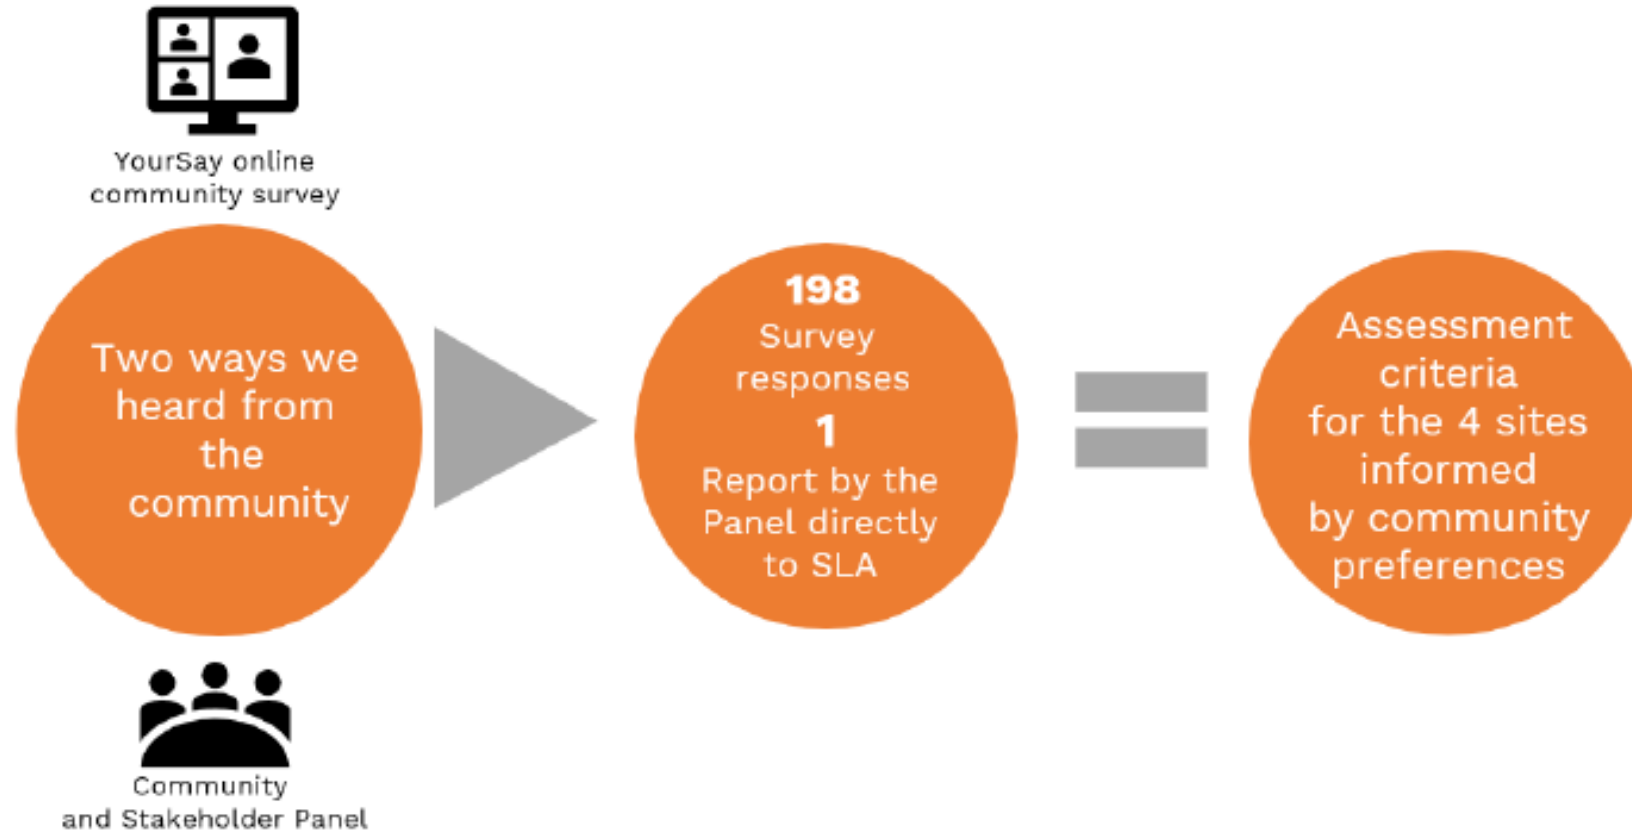 YourSay online
community survey
Two ways we
heard from
the
community
Community
and Stakeholder Panel
198
Survey
responses
1
Report by the
Panel directly
to SLA
Assessment
criteria
for the 4 sites
informed
by community
preferences